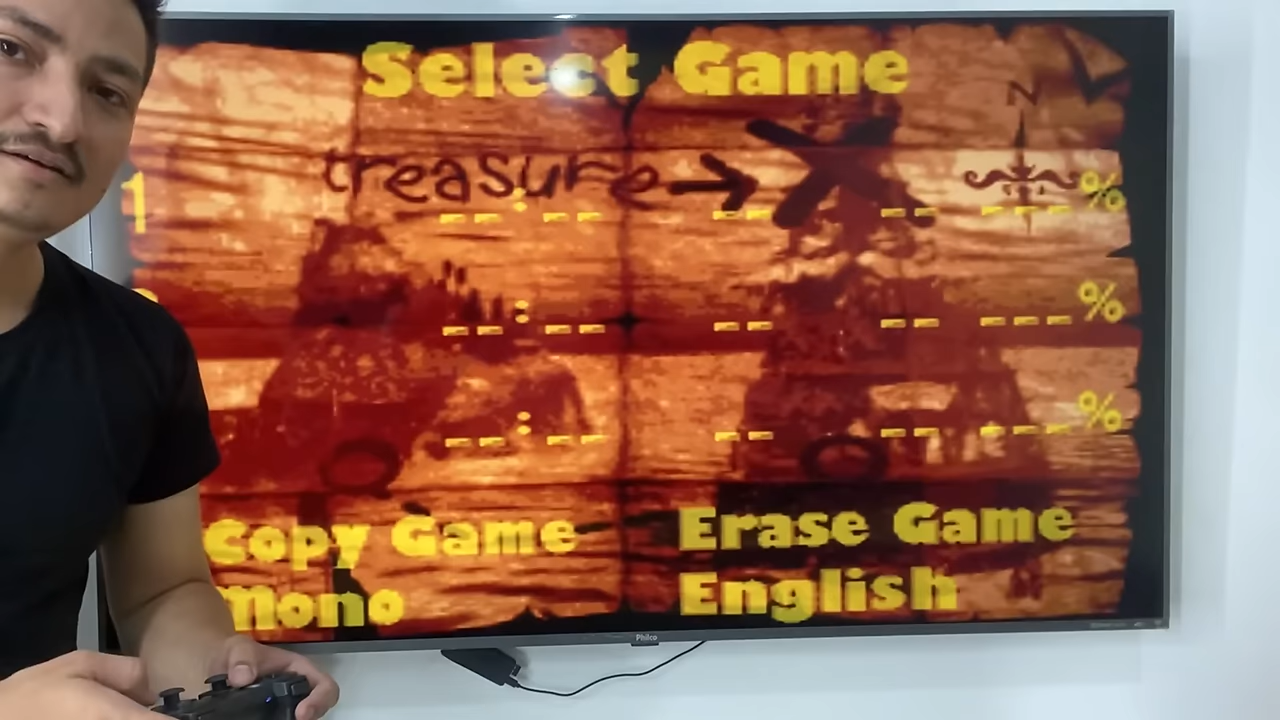 Select Game
N
treasure → X
1 --:-- -- -- ---%
--:-- -- -- ---%
--:-- -- -- ---%
Copy Game Erase Game
Mono English
Philco